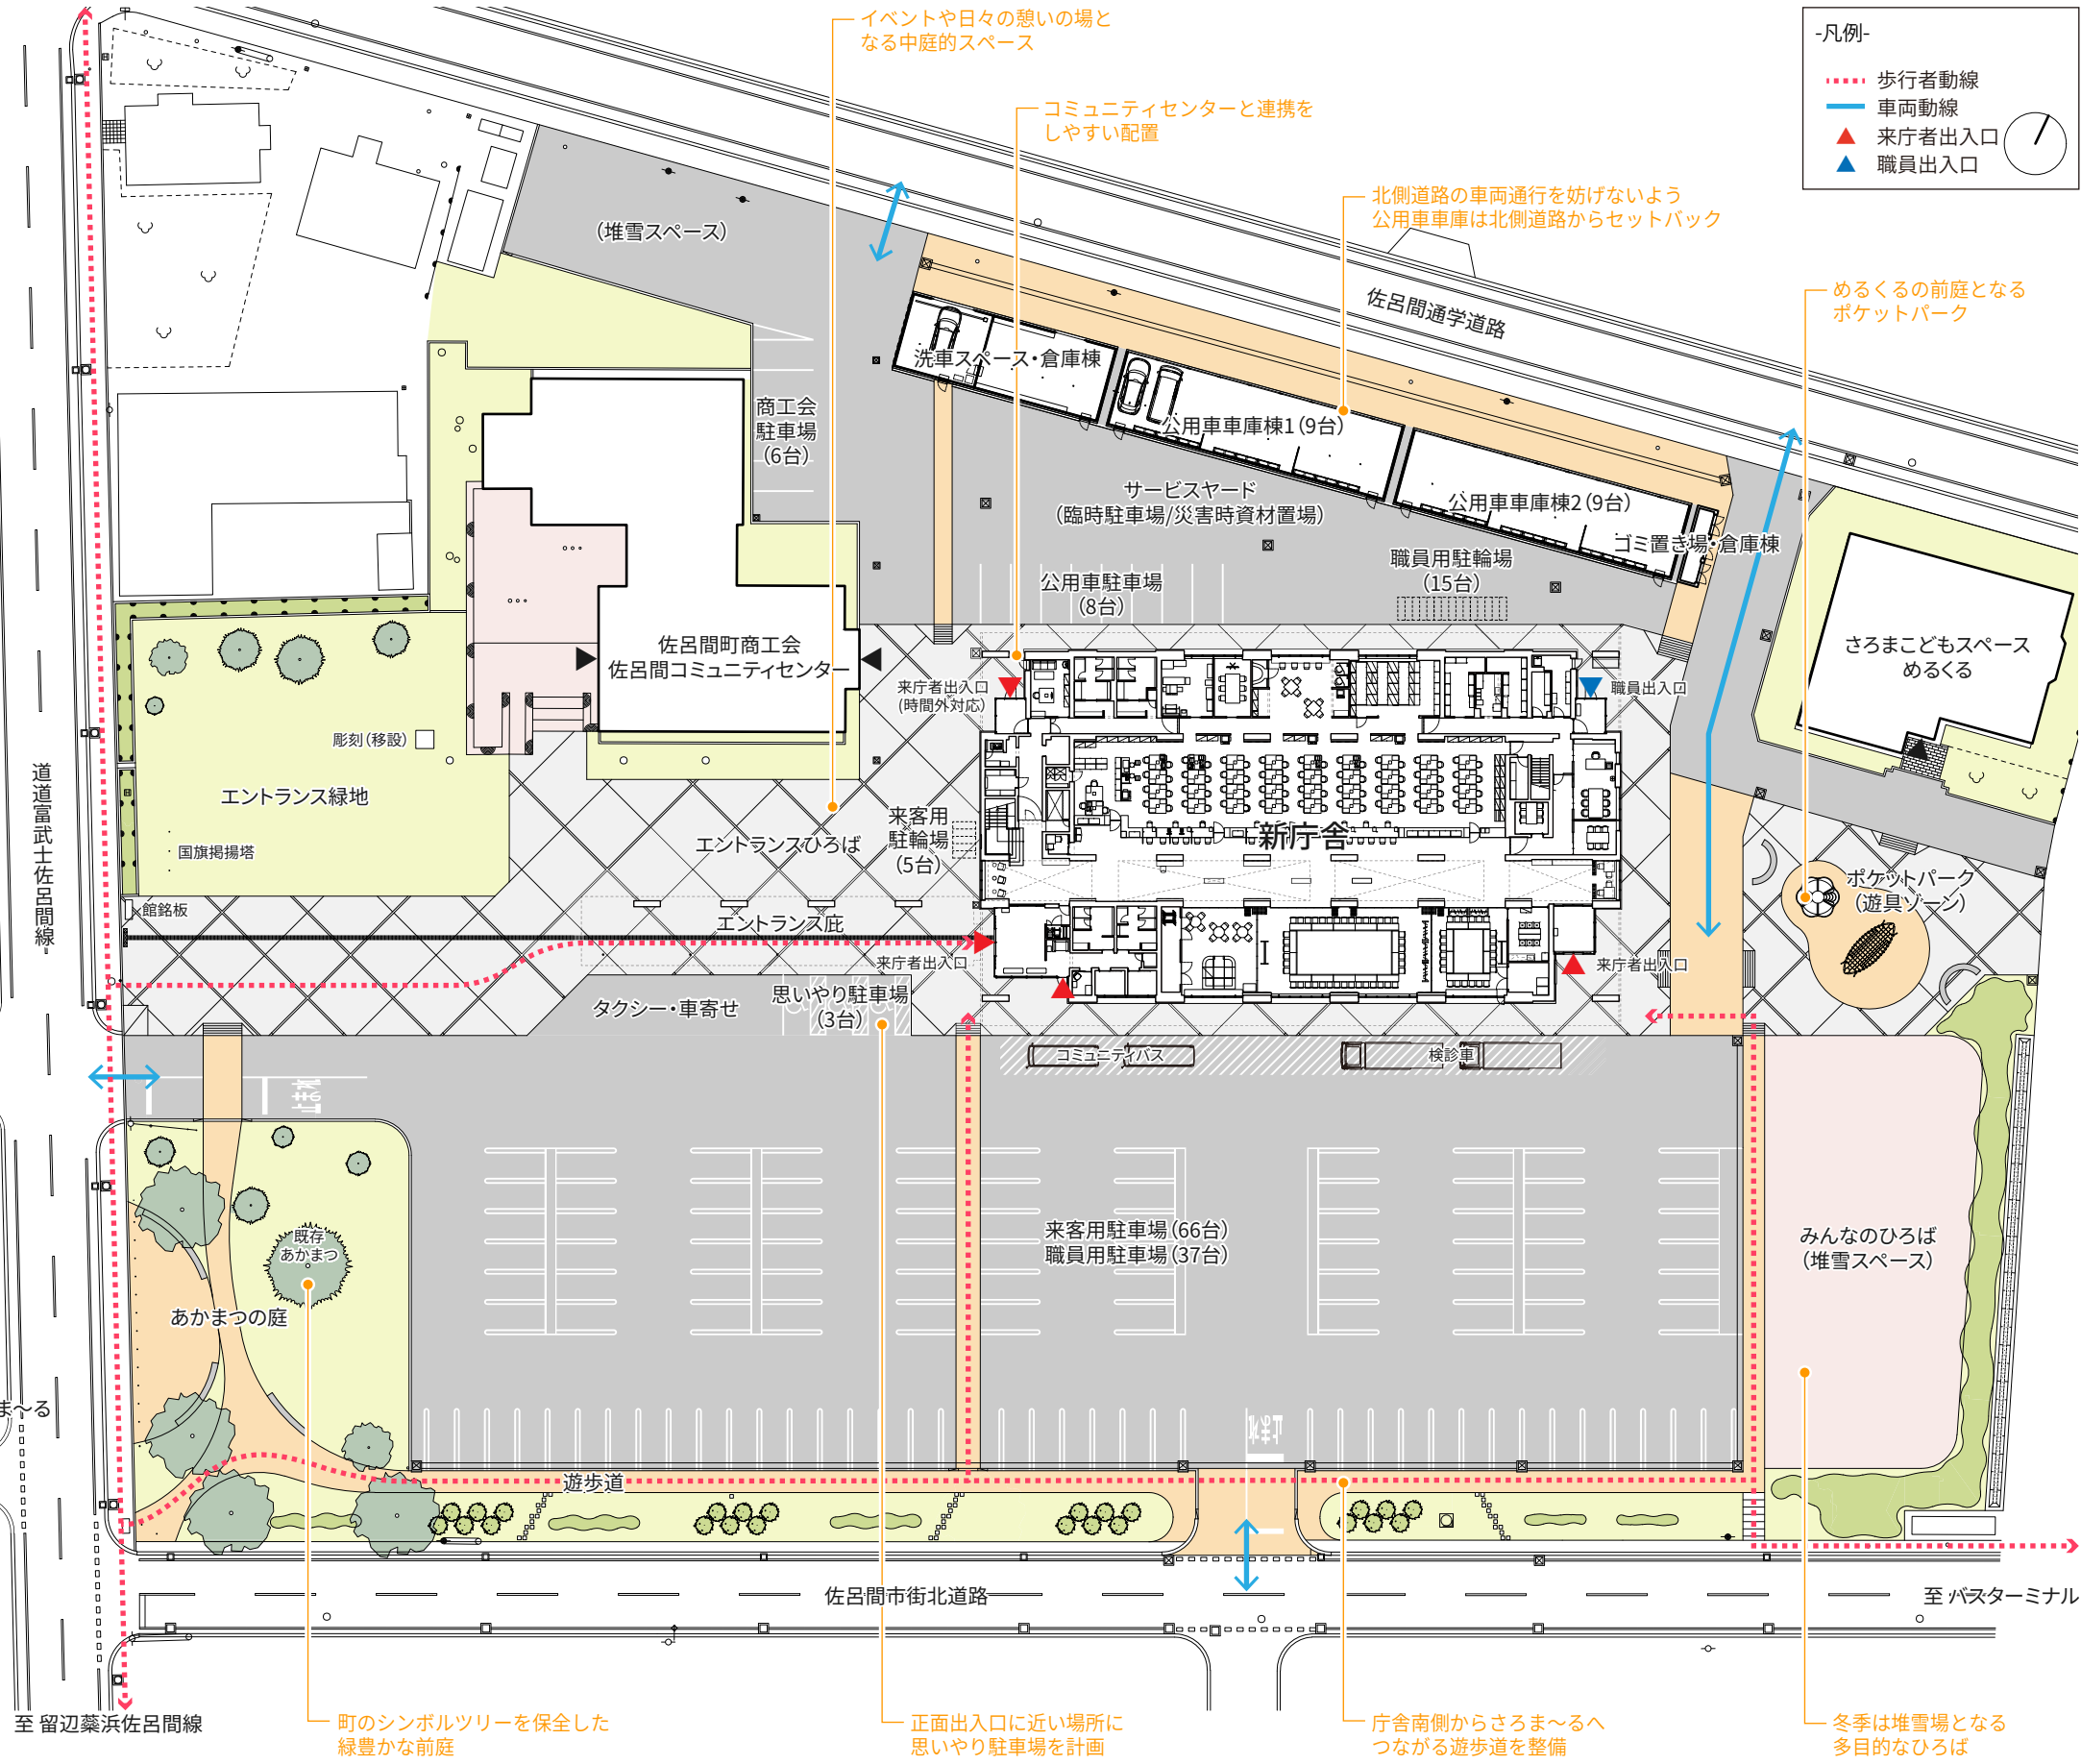 イベントや日々の憩いの場と
なる中庭的スペース
コミュニティセンターと連携を
しやすい配置
北側道路の車両通行を妨げないよう
公用車車庫は北側道路からセットバック
めるくるの前庭となる
ポケットパーク
-凡例-
歩行者動線
車両動線
来庁者出入口
職員出入口
（堆雪スペース）
佐呂間通学道路
洗車スペース・倉庫棟
商工会
駐車場
（6台）
公用車車庫棟1（9台）
サービスヤード
（臨時駐車場/災害時資材置場）
公用車車庫棟2（9台）
ゴミ置き場・倉庫棟
職員用駐輪場
（15台）
公用車駐車場
（8台）
佐呂間町商工会
佐呂間コミュニティセンター
さろまこどもスペース
めるくる
来庁者出入口
（時間外対応）
職員出入口
彫刻（移設）
エントランス緑地
国旗掲揚塔
道道富武士佐呂間線
来客用
駐輪場
（5台）
エントランスひろば
新庁舎
ポケットパーク
（遊具ゾーン）
館銘板
エントランス庇
来庁者出入口
来庁者出入口
タクシー・車寄せ
思いやり駐車場
（3台）
コミュニティバス
検診車
止まれ
既存
あかまつ
来客用駐車場（66台）
職員用駐車場（37台）
みんなのひろば
（堆雪スペース）
あかまつの庭
ま〜る
止まれ
遊歩道
佐呂間市街北道路
至 バスターミナル
至 留辺蘂浜佐呂間線
町のシンボルツリーを保全した
緑豊かな前庭
正面出入口に近い場所に
思いやり駐車場を計画
庁舎南側からさろま〜るへ
つながる遊歩道を整備
冬季は堆雪場となる
多目的なひろば